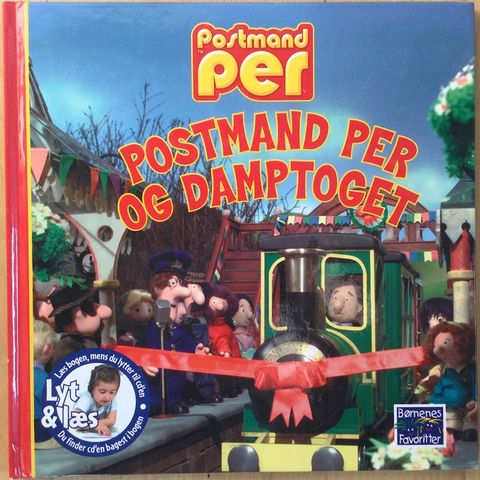 Postmand
TM
per
POSTMAND PER
OG DAMPTOGET
Læs bogen, mens du lytter til cd'en
Lyt
& læs
Du finder cd'en bagest i bogen
Børnenes
Favoritter